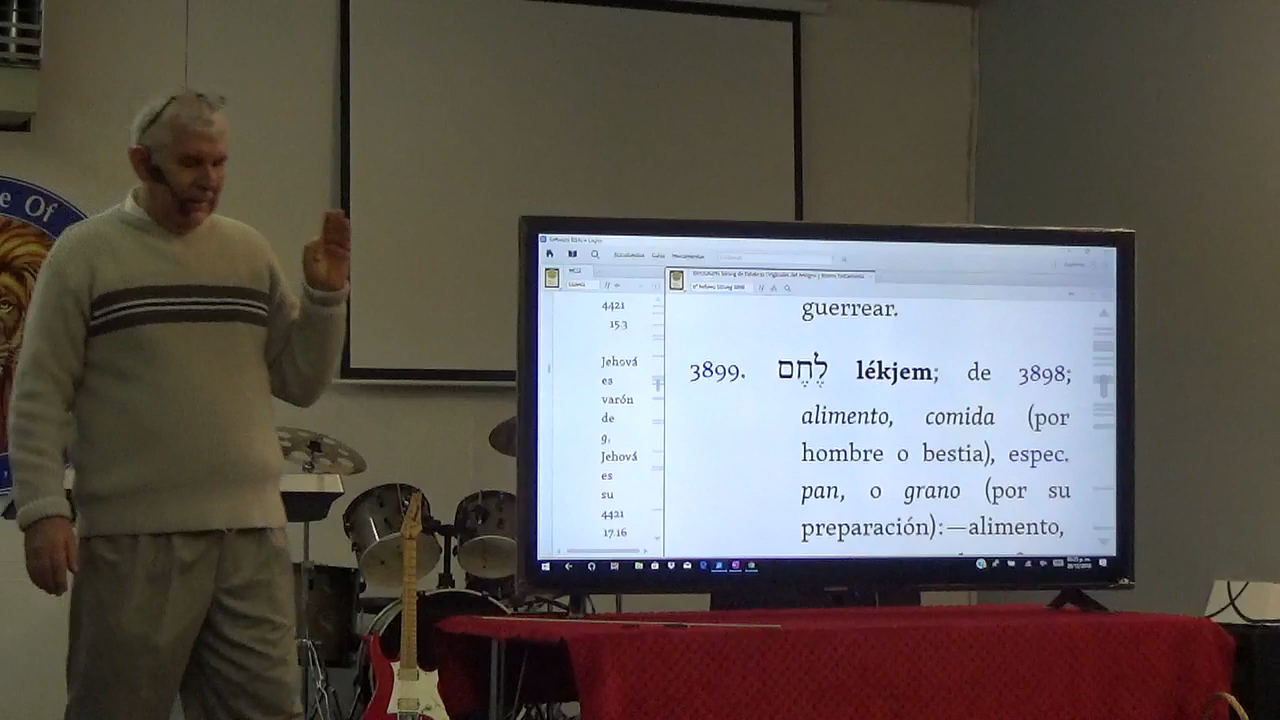 e Of
guerrear.
3899. לֶחֶם lékjem; de 3898;
alimento, comida (por
hombre o bestia), espec.
pan, o grano (por su
preparación):—alimento,
4421
15.3
Jehová
es
varón
de
g,
Jehová
es
su
4421
17.16